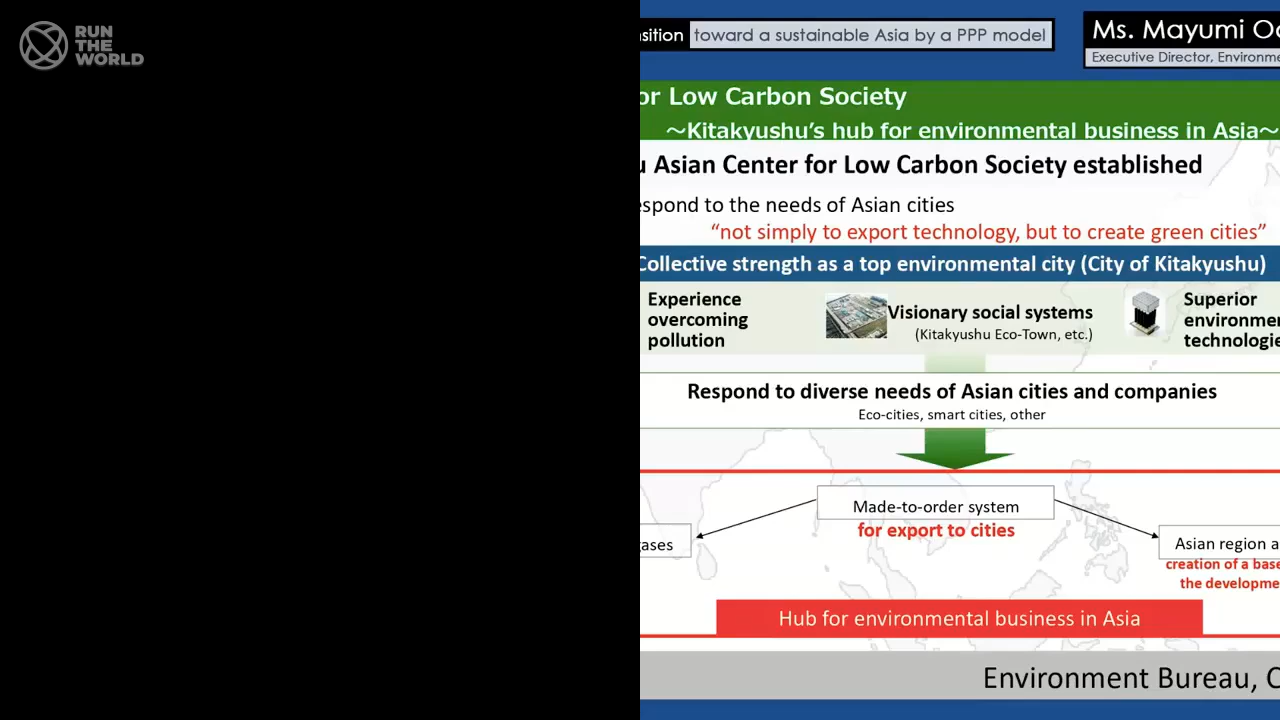 RUN
THE
WORLD
toward a sustainable Asia by a PPP model
Ms. Mayumi
Executive Director,
or Low Carbon Society
~Kitakyushu's hub for environmental business in Asia~
Asian Center for Low Carbon Society established
espond to the needs of Asian cities
“not simply to export technology, but to create green cities”
Collective strength as a top environmental city (City of Kitakyushu)
Experience
overcoming
pollution
Visionary social systems
(Kitakyushu Eco-Town, etc.)
Superior
environme
technologie
Respond to diverse needs of Asian cities and companies
Eco-cities, smart cities, other
Made-to-order system
for export to cities
ases
Asian region a
creation of a base
the developme
Hub for environmental business in Asia
Environment Bureau,